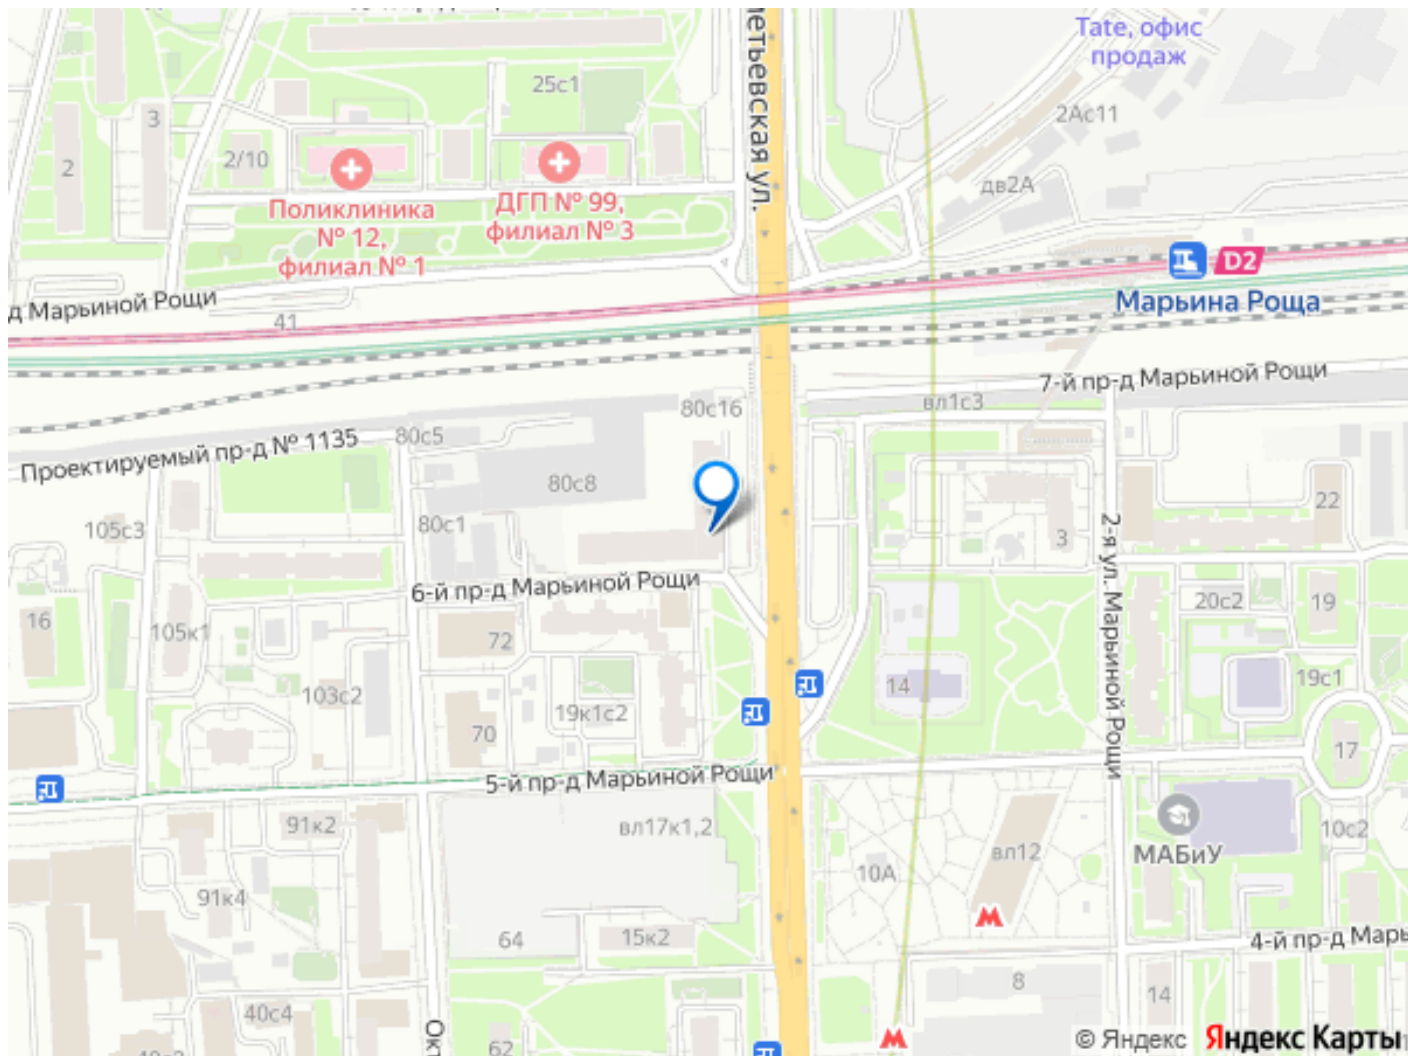 Tate, офис
продаж
25с1
3
2Ас11
2/10
2
дв2А
Поликлиника
№ 12,
филиал № 1
ДГП № 99,
филиал № 3
етьевская ул.
D2
Марьина Роща
д Марьиной Рощи
41
7-й пр-д Марьиной Рощи
вл1с3
80с16
80с5
Проектируемый пр-д № 1135
80с8
22
80с1
105с3
3
2-я ул. Марьиной Рощи
6-й пр-д Марьиной Рощи
20с2
19
16
105к1
72
19с1
14
103с2
19к1с2
70
17
5-й пр-д Марьиной Рощи
91к2
вл17к1,2
10с2
вл12
МАБиУ
10А
91к4
64
15к2
4-й пр-д Марь
8
14
40с4
Окт
62
© Яндекс Яндекс Карты